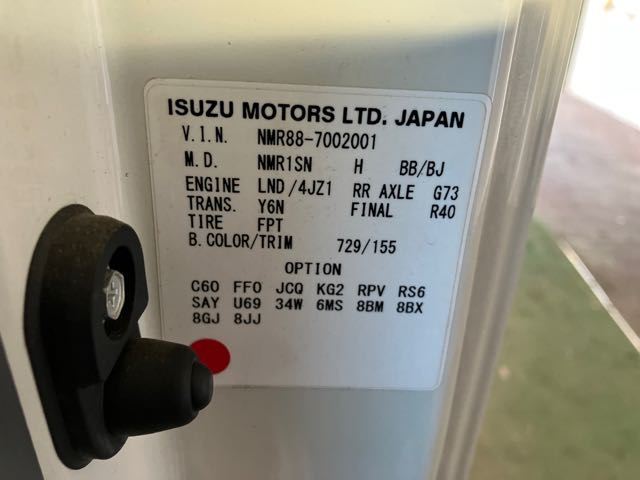 ISUZU MOTORS LTD. JAPAN
V.I.N. NMR88-7002001
M.D. NMR1SN H BB/BJ
ENGINE LND/4JZ1 RR AXLE G73
TRANS. Y6N FINAL R40
TIRE FPT
B.COLOR/TRIM 729/155
OPTION
C60 FF0 JCQ KG2 RPV RS6
SAY U69 34W 6MS 8BM 8BX
8GJ 8JJ